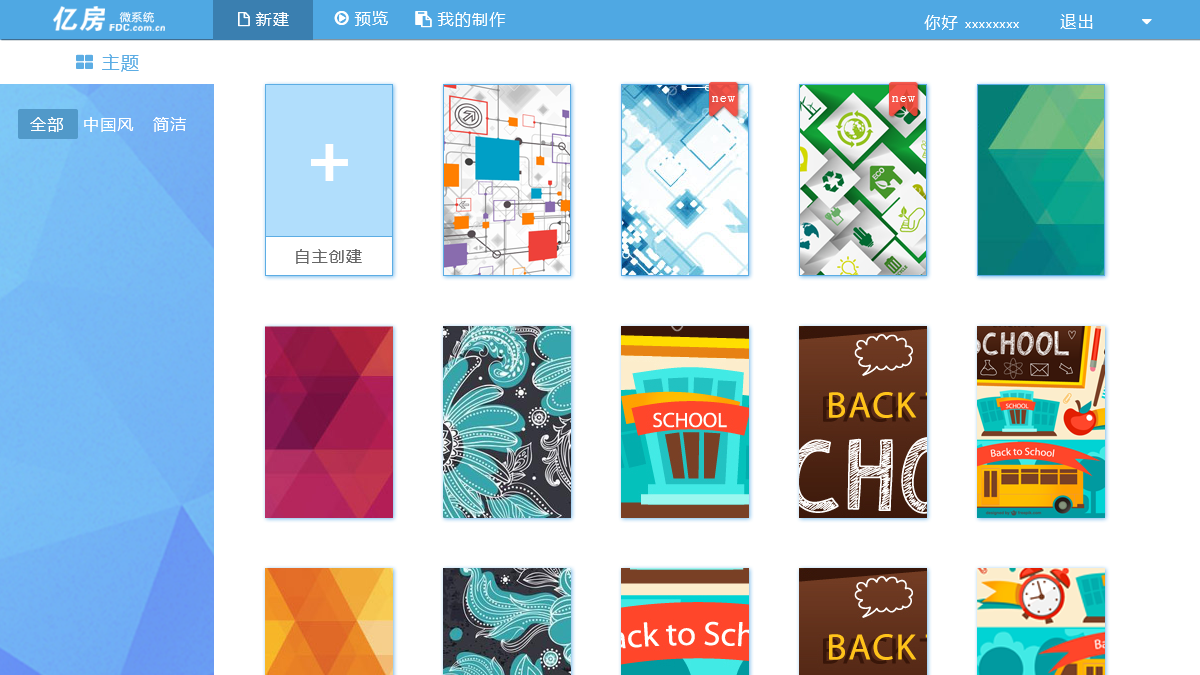 亿房 微系统 FDC.com.cn
新建
预览
我的制作
你好 xxxxxxxx
退出
主题
全部 中国风 简洁
自主创建
new
new
ECO
SCHOOL
BACK
SCHO
SCHOOL
SCHOOL
Back to School
ack to Sch
BACK
Ba